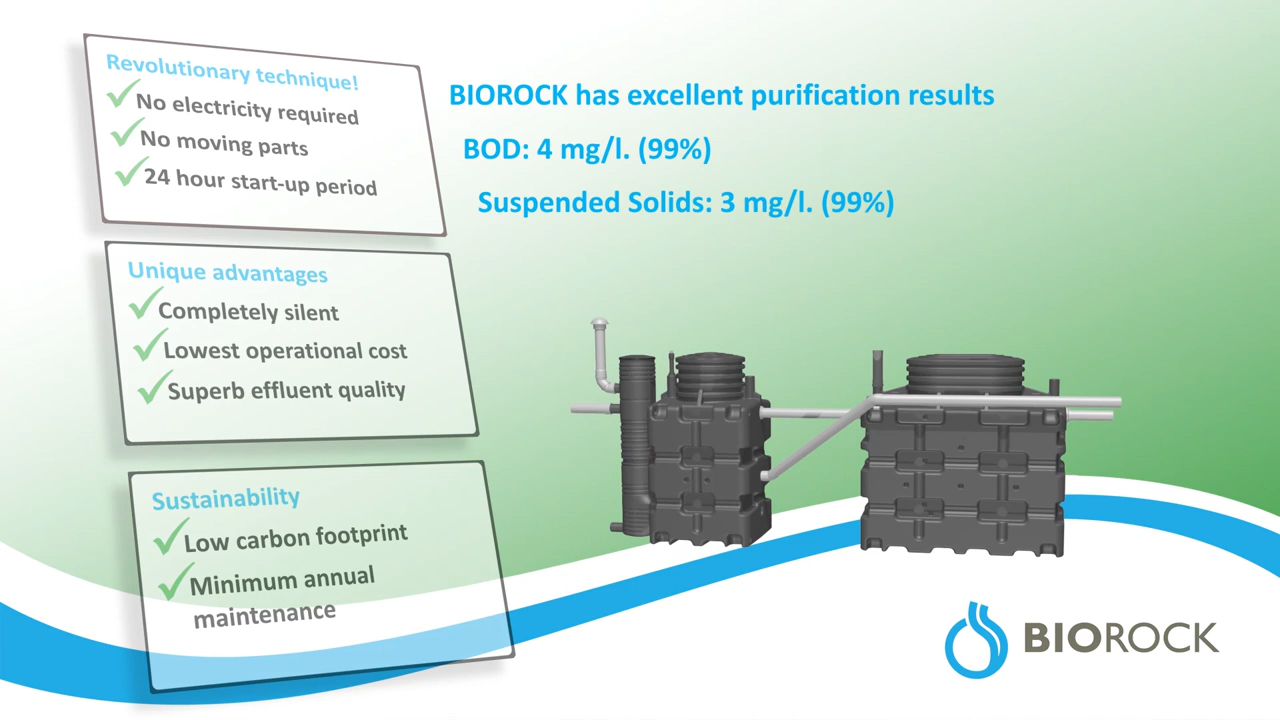 Revolutionary technique!
No electricity required
No moving parts
24 hour start-up period
Unique advantages
Completely silent
Lowest operational cost
Superb effluent quality
Sustainability
Low carbon footprint
Minimum annual
maintenance
BIOROCK has excellent purification results
BOD: 4 mg/l. (99%)
Suspended Solids: 3 mg/l. (99%)
BIOROCK